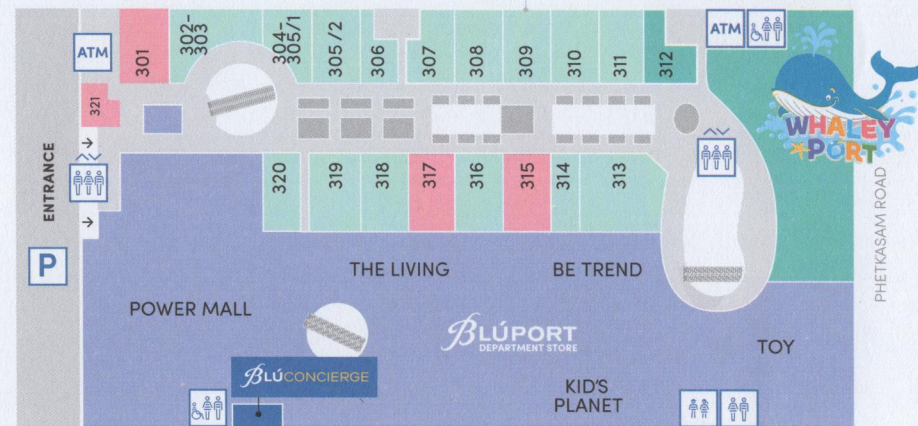 ATM
301
302-
303
304-
305/1
305 /2
306
307
308
309
310
311
312
ATM
321
WHALEY
PORT
ENTRANCE
320
319
318
317
316
315
314
313
PHETKASAM ROAD
P
THE LIVING
BE TREND
POWER MALL
BLÚPORT
DEPARTMENT STORE
TOY
BLÚCONCIERGE
KID'S
PLANET